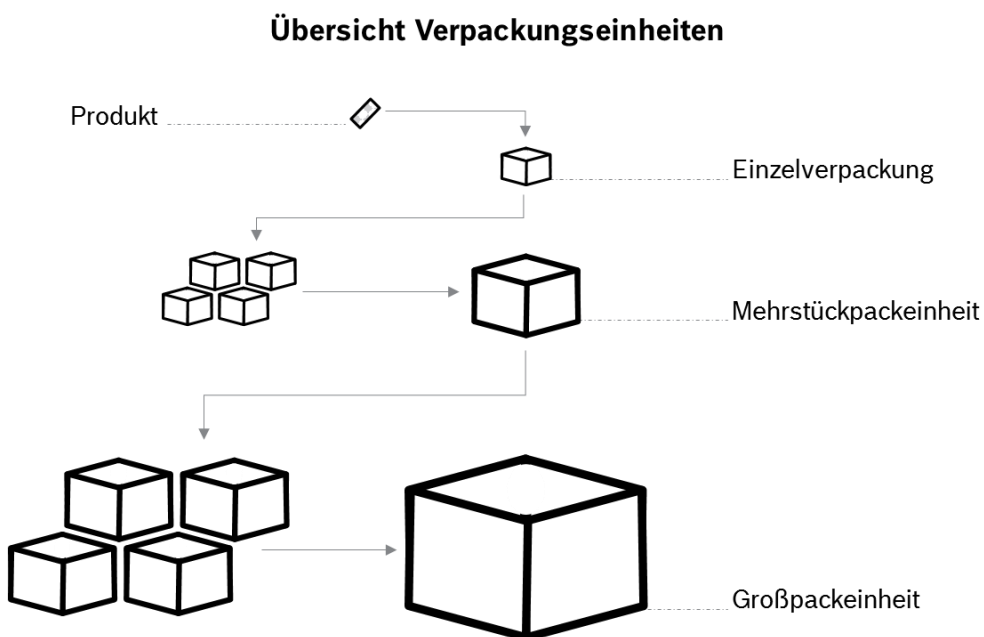 Übersicht Verpackungseinheiten
Produkt
Einzelverpackung
Mehrstückpackeinheit
Großpackeinheit